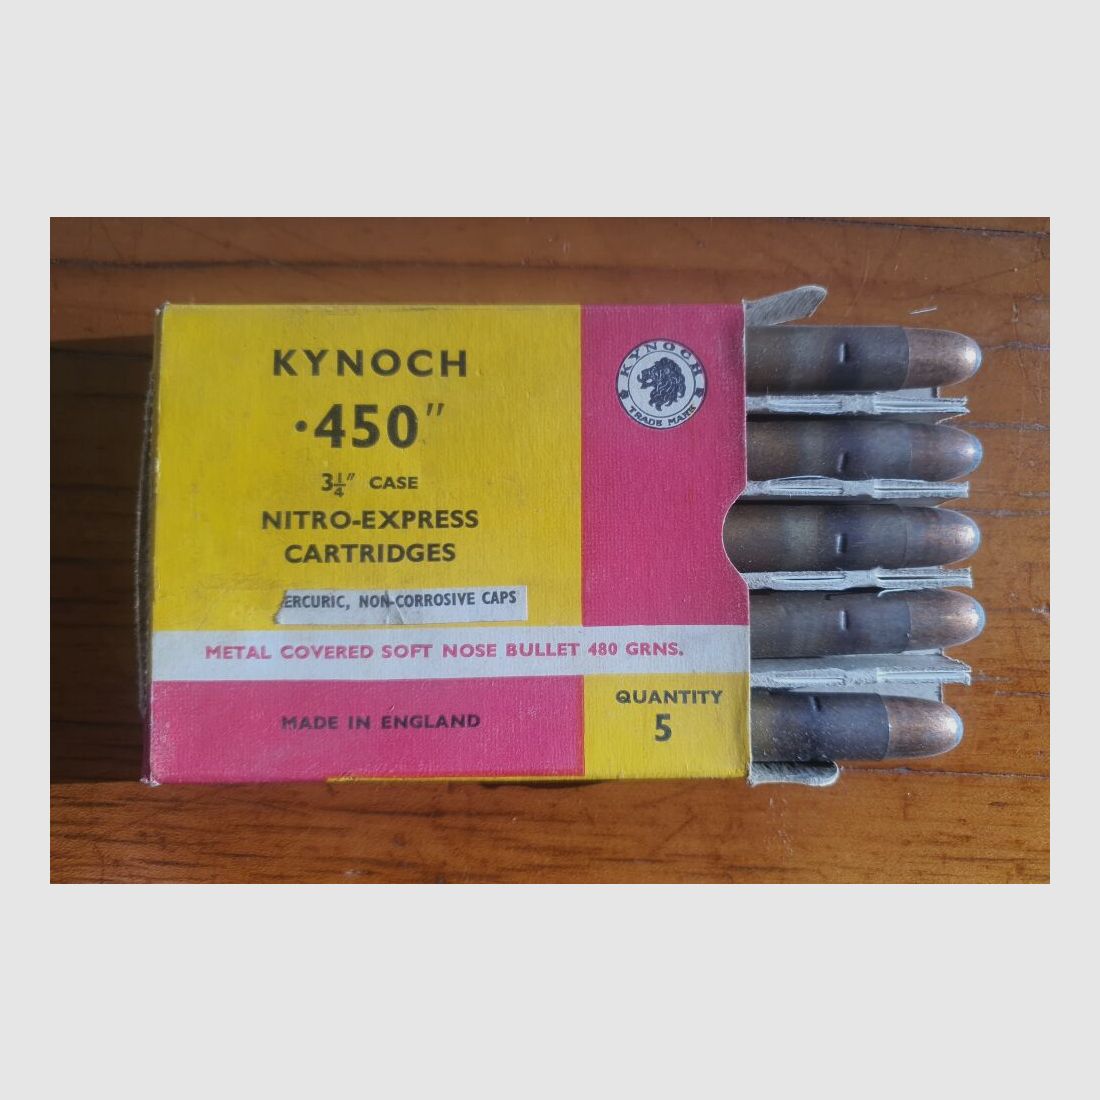 KYNOCH
·450"
3¼" CASE
NITRO-EXPRESS
CARTRIDGES
ERCURIC, NON-CORROSIVE CAPS
METAL COVERED SOFT NOSE BULLET 480 GRNS.
MADE IN ENGLAND
QUANTITY
5
KYNOCH
TRADE MARK